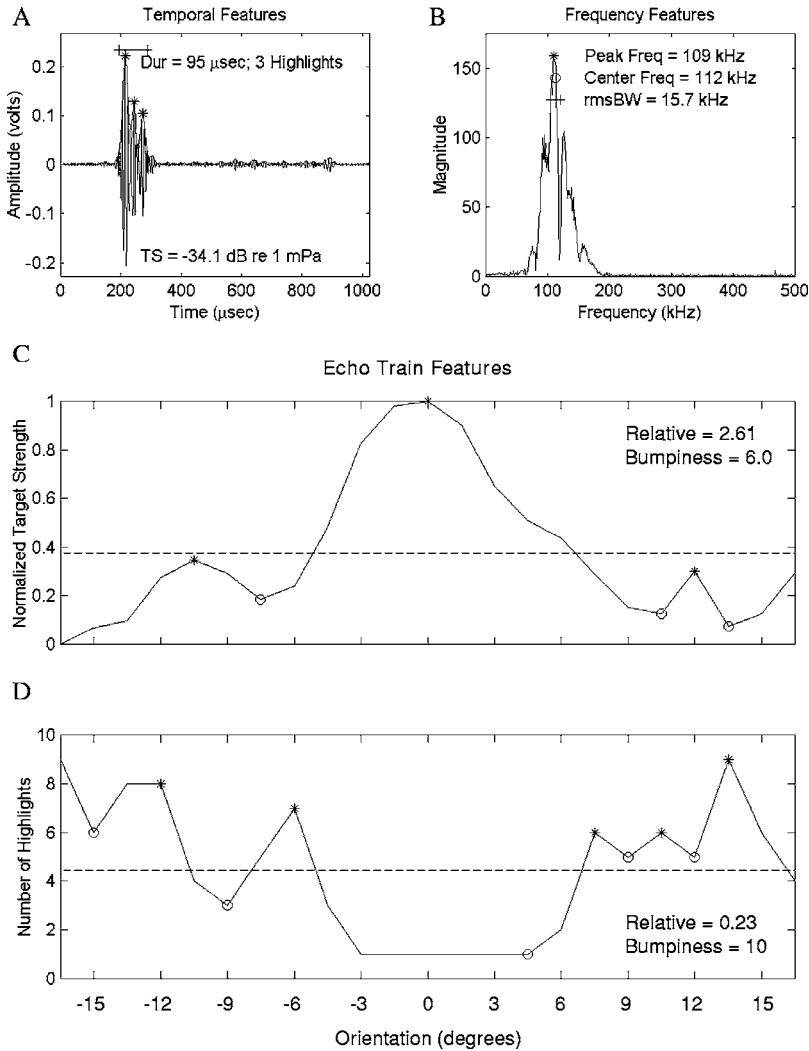 A
Temporal Features
Dur = 95 μsec; 3 Highlights
TS = -34.1 dB re 1 mPa
Amplitude (volts)
0.2
0.1
0
-0.1
-0.2
0 200 400 600 800 1000
Time (μsec)
B
Frequency Features
Peak Freq = 109 kHz
Center Freq = 112 kHz
rmsBW = 15.7 kHz
Magnitude
150
100
50
0
0 100 200 300 400 500
Frequency (kHz)
C
Echo Train Features
Relative = 2.61
Bumpiness = 6.0
Normalized Target Strength
1
0.8
0.6
0.4
0.2
0
D
Number of Highlights
10
8
6
4
2
0
Relative = 0.23
Bumpiness = 10
-15 -12 -9 -6 -3 0 3 6 9 12 15
Orientation (degrees)